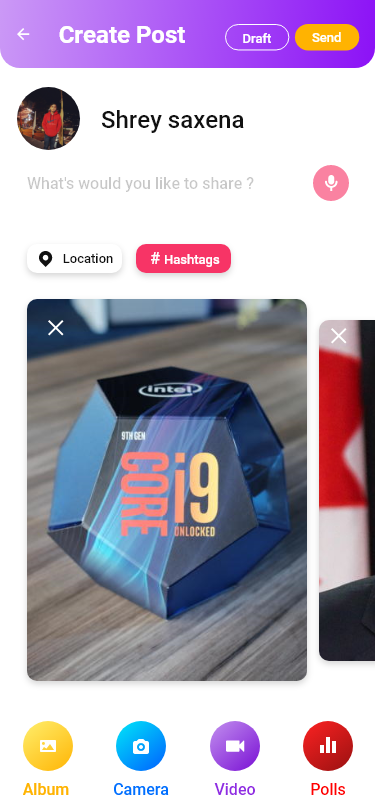 Create Post
Draft
Send
Shrey saxena
What's would you like to share ?
Location
# Hashtags
intel
9TH GEN
CORE i9
UNLOCKED
Album
Camera
Video
Polls